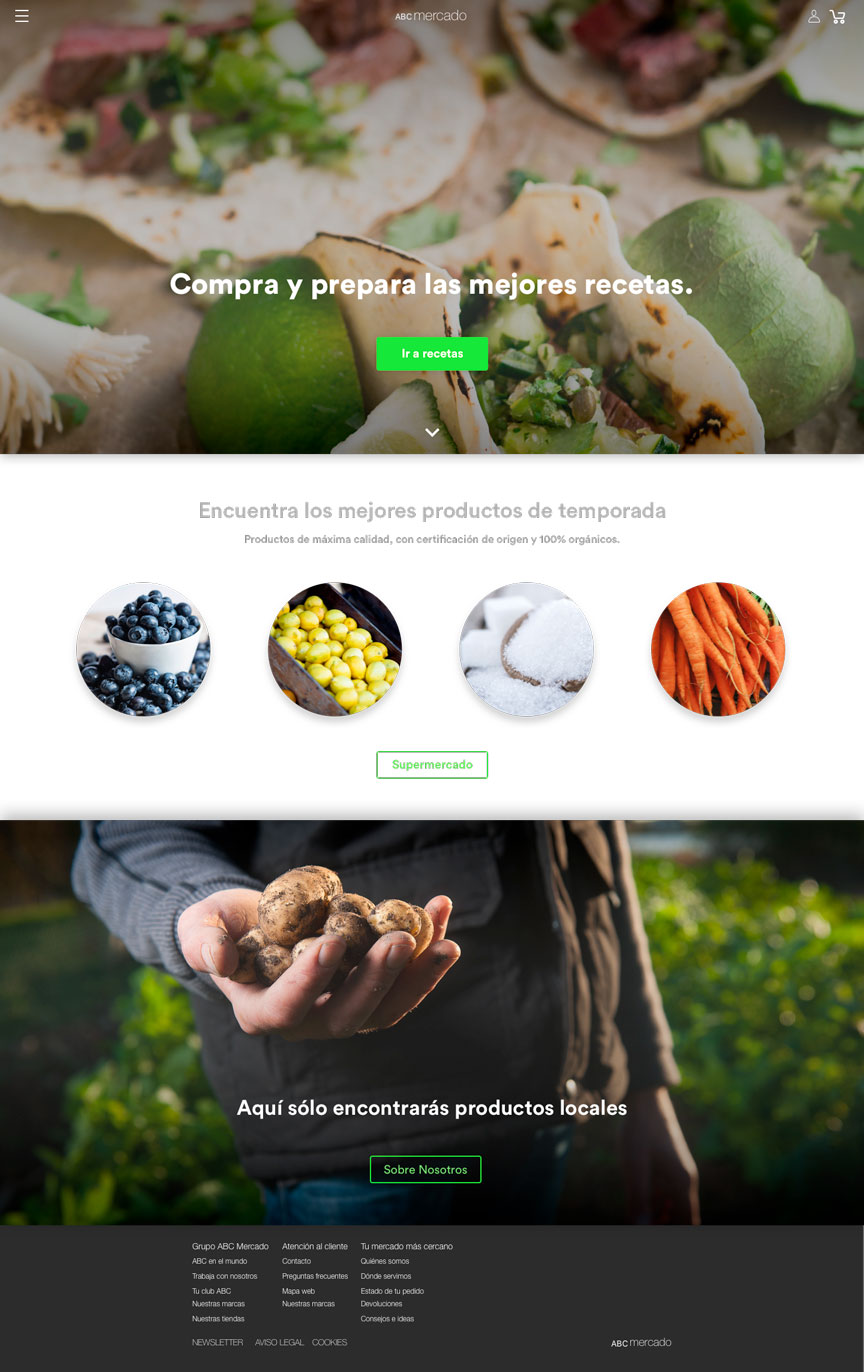 ABC mercado
Compra y prepara las mejores recetas.
Ir a recetas
Encuentra los mejores productos de temporada
Productos de máxima calidad, con certificación de origen y 100% orgánicos.
Supermercado
Aquí sólo encontrarás productos locales
Sobre Nosotros
Grupo ABC Mercado
ABC en el mundo
Trabaja con nosotros
Tu club ABC
Nuestras marcas
Nuestras tiendas
Atención al cliente
Contacto
Preguntas frecuentes
Mapa web
Nuestras marcas
Tu mercado más cercano
Quiénes somos
Dónde servimos
Estado de tu pedido
Devoluciones
Consejos e ideas
NEWSLETTER AVISO LEGAL COOKIES
ABC mercado